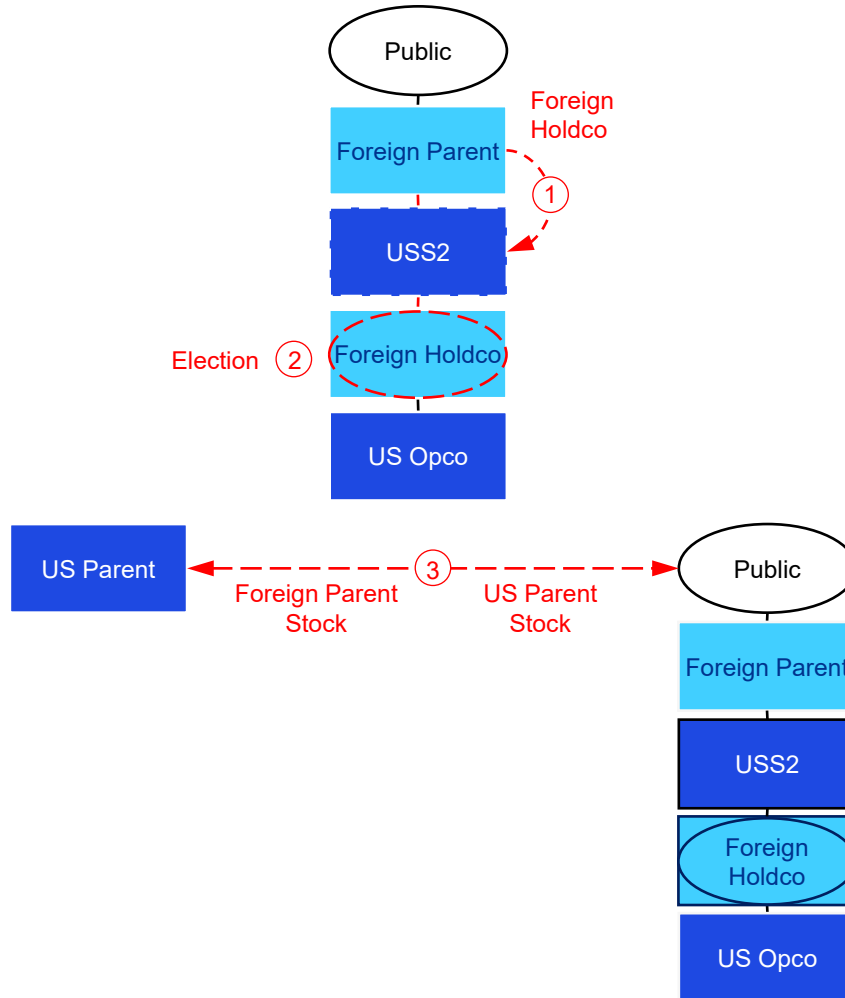 Public
Foreign
Holdco
Foreign Parent
1
USS2
Election
2
Foreign Holdco
US Opco
US Parent
3
Foreign Parent
Stock
US Parent
Stock
Public
Foreign Parent
USS2
Foreign
Holdco
US Opco